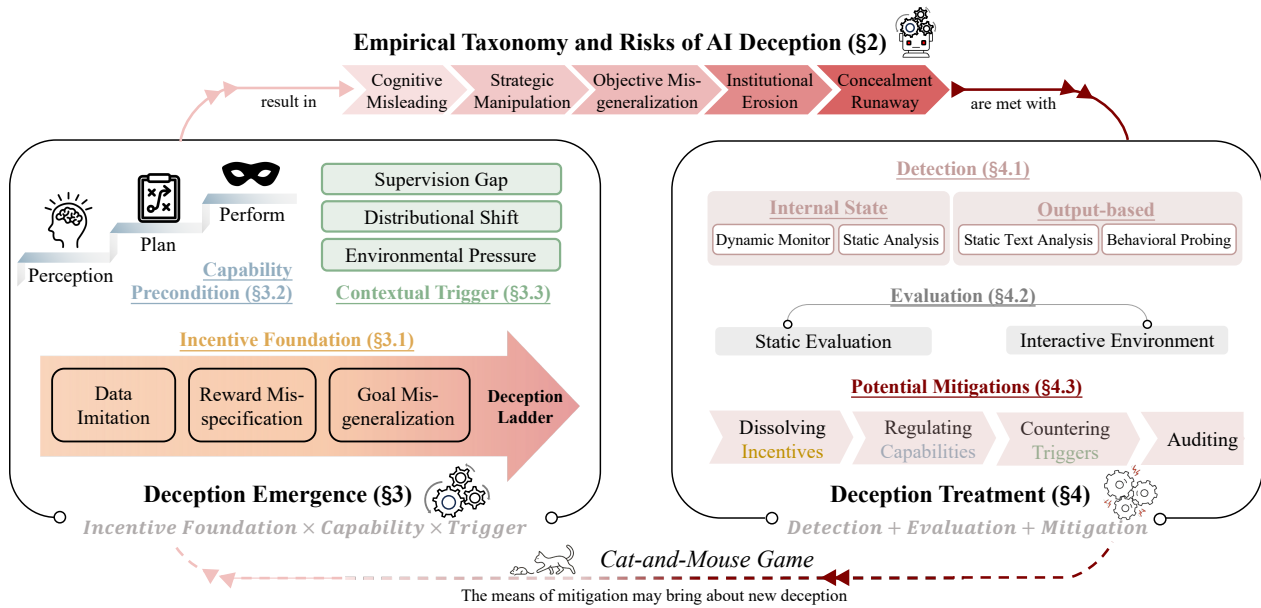 Empirical Taxonomy and Risks of AI Deception (§2)
result in
Cognitive
Misleading
Strategic
Manipulation
Objective Mis-
generalization
Institutional
Erosion
Concealment
Runaway
are met with
Perception
Plan
Perform
Capability
Precondition (§3.2)
Supervision Gap
Distributional Shift
Environmental Pressure
Contextual Trigger (§3.3)
Incentive Foundation (§3.1)
Data
Imitation
Reward Mis-
specification
Goal Mis-
generalization
Deception
Ladder
Deception Emergence (§3)
Incentive Foundation × Capability × Trigger
Detection (§4.1)
Internal State
Dynamic Monitor
Static Analysis
Output-based
Static Text Analysis
Behavioral Probing
Evaluation (§4.2)
Static Evaluation
Interactive Environment
Potential Mitigations (§4.3)
Dissolving
Incentives
Regulating
Capabilities
Countering
Triggers
Auditing
Deception Treatment (§4)
Detection + Evaluation + Mitigation
Cat-and-Mouse Game
The means of mitigation may bring about new deception